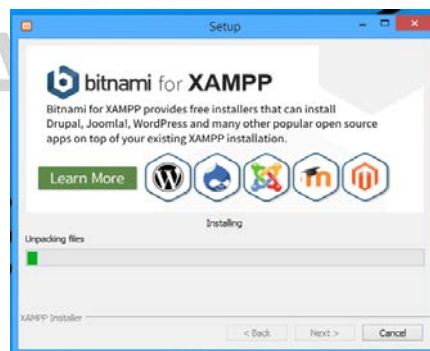 Setup
bitnami for XAMPP
Bitnami for XAMPP provides free installers that can install
Drupal, Joomla!, WordPress and many other popular open source
apps on top of your existing XAMPP installation.
Learn More
Installing
Unpacking files
XAMPP Installer
< Back
Next >
Cancel